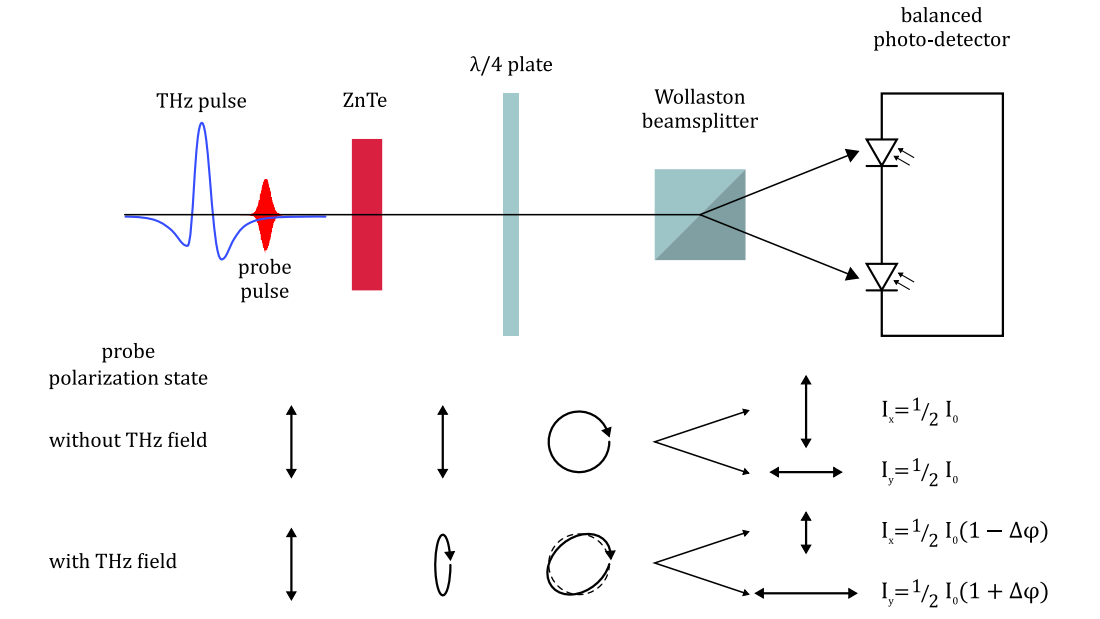 balanced
photo-detector
λ/4 plate
THz pulse
ZnTe
Wollaston
beamsplitter
probe
pulse
probe
polarization state
without THz field
Iₓ=¹/₂ I₀
Iᵧ=¹/₂ I₀
with THz field
Iₓ=¹/₂ I₀(1 − Δφ)
Iᵧ=¹/₂ I₀(1 + Δφ)